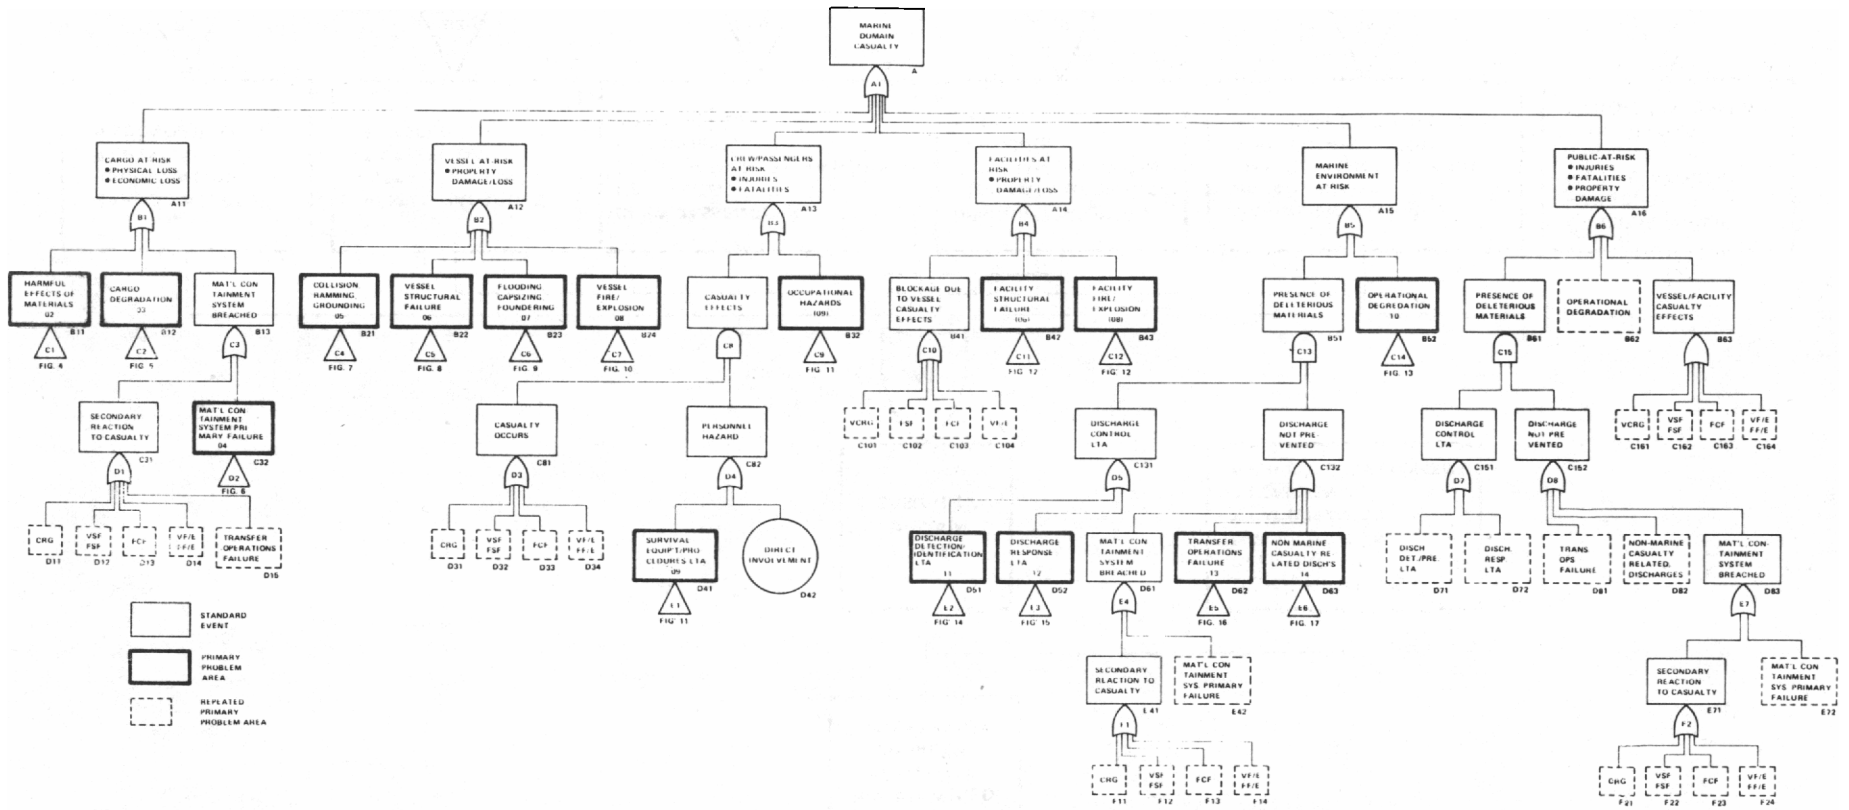 MARINE
DOMAIN
CASUALTY
A
A1
CARGO AT-RISK
• PHYSICAL LOSS
• ECONOMIC LOSS
A11
VESSEL AT-RISK
• PROPERTY
DAMAGE/LOSS
A12
CREW/PASSENGERS
AT RISK
• INJURIES
• FATALITIES
A13
FACILITIES AT
RISK
• PROPERTY
DAMAGE/LOSS
A14
MARINE
ENVIRONMENT
AT RISK
A15
PUBLIC-AT-RISK
• INJURIES
• FATALITIES
• PROPERTY
DAMAGE
A16
B1
B2
B3
B4
B5
B6
HARMFUL
EFFECTS OF
MATERIALS
02
B11
CARGO
DEGRADATION
03
B12
MAT'L CON
TAINMENT
SYSTEM
BREACHED
B13
COLLISION
RAMMING
GROUNDING
05
B21
VESSEL
STRUCTURAL
FAILURE
06
B22
FLOODING
CAPSIZING
FOUNDERING
07
B23
VESSEL
FIRE/
EXPLOSION
08
B24
CASUALTY
EFFECTS
OCCUPATIONAL
HAZARDS
(09)
B32
BLOCKAGE DUE
TO VESSEL
CASUALTY
EFFECTS
B41
FACILITY
STRUCTURAL
FAILURE
(06)
B42
FACILITY
FIRE/
EXPLOSION
(08)
B43
PRESENCE OF
DELETERIOUS
MATERIALS
B51
OPERATIONAL
DEGREDATION
10
B52
PRESENCE OF
DELETERIOUS
MATERIALS
B61
OPERATIONAL
DEGRADATION
B62
VESSEL/FACILITY
CASUALTY
EFFECTS
B63
C1
FIG. 4
C2
FIG. 5
C3
C4
FIG. 7
C5
FIG. 8
C6
FIG. 9
C7
FIG. 10
C8
C9
FIG. 11
C10
C11
FIG. 12
C12
FIG. 12
C13
C14
FIG. 13
C15
SECONDARY
REACTION
TO CASUALTY
C31
MAT'L CON
TAINMENT
SYSTEM PRI
MARY FAILURE
04
C32
CASUALTY
OCCURS
C81
PERSONNEL
HAZARD
C82
VCRG
C101
FSF
C102
FCF
C103
VF/E
C104
DISCHARGE
CONTROL
LTA
C131
DISCHARGE
NOT PRE-
VENTED
C132
DISCHARGE
CONTROL
LTA
C151
DISCHARGE
NOT PRE
VENTED
C152
VCRG
C161
VSF
FSF
C162
FCF
C163
VF/E
FF/E
C164
D1
D2
FIG. 6
D3
D4
D5
D7
D8
CRG
D11
VSF
FSF
D12
FCF
D13
VF/E
FF/E
D14
TRANSFER
OPERATIONS
FAILURE
D15
CRG
D31
VSF
FSF
D32
FCF
D33
VF/E
FF/E
D34
SURVIVAL
EQUIP'T/PRO
CEDURES LTA
09
D41
DIRECT
INVOLVEMENT
D42
DISCHARGE
DETECTION-
IDENTIFICATION
LTA
11
D51
DISCHARGE
RESPONSE
LTA
12
D52
MAT'L CON
TAINMENT
SYSTEM
BREACHED
D61
TRANSFER
OPERATIONS
FAILURE
13
D62
NON MARINE
CASUALTY RE
LATED DISCH'S
14
D63
DISCH
DET./PRE.
LTA
D71
DISCH.
RESP.
LTA
D72
TRANS
OPS
FAILURE
D81
NON-MARINE
CASUALTY
RELATED.
DISCHARGES
D82
MAT'L CON-
TAINMENT
SYSTEM
BREACHED
D83
E1
FIG 11
E2
FIG 14
E3
FIG 15
E4
E5
FIG. 16
E6
FIG. 17
E7
STANDARD
EVENT
PRIMARY
PROBLEM
AREA
REPEATED
PRIMARY
PROBLEM AREA
SECONDARY
REACTION TO
CASUALTY
E41
MAT'L CON
TAINMENT
SYS. PRIMARY
FAILURE
E42
SECONDARY
REACTION
TO CASUALTY
E71
MAT'L CON
TAINMENT
SYS. PRIMARY
FAILURE
E72
F1
F2
CRG
F11
VSF
FSF
F12
FCF
F13
VF/E
FF/E
F14
CRG
F21
VSF
FSF
F22
FCF
F23
VF/E
FF/E
F24